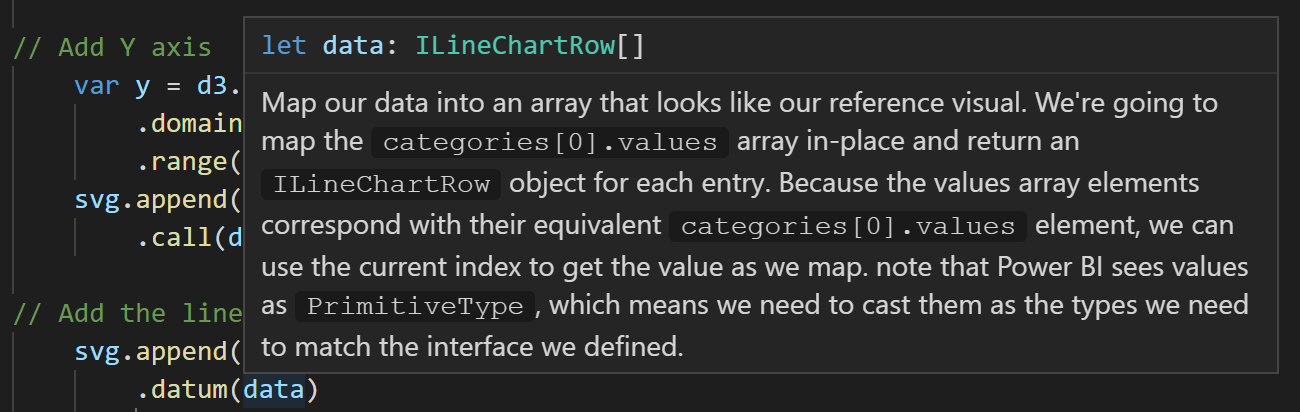 // Add Y axis
var y = d3.
.domain
.range(
svg.append(
.call(d
// Add the line
svg.append(
.datum(data)
let data: ILineChartRow[]
Map our data into an array that looks like our reference visual. We're going to
map the categories[0].values array in-place and return an
ILineChartRow object for each entry. Because the values array elements
correspond with their equivalent categories[0].values element, we can
use the current index to get the value as we map. note that Power BI sees values
as PrimitiveType, which means we need to cast them as the types we need
to match the interface we defined.